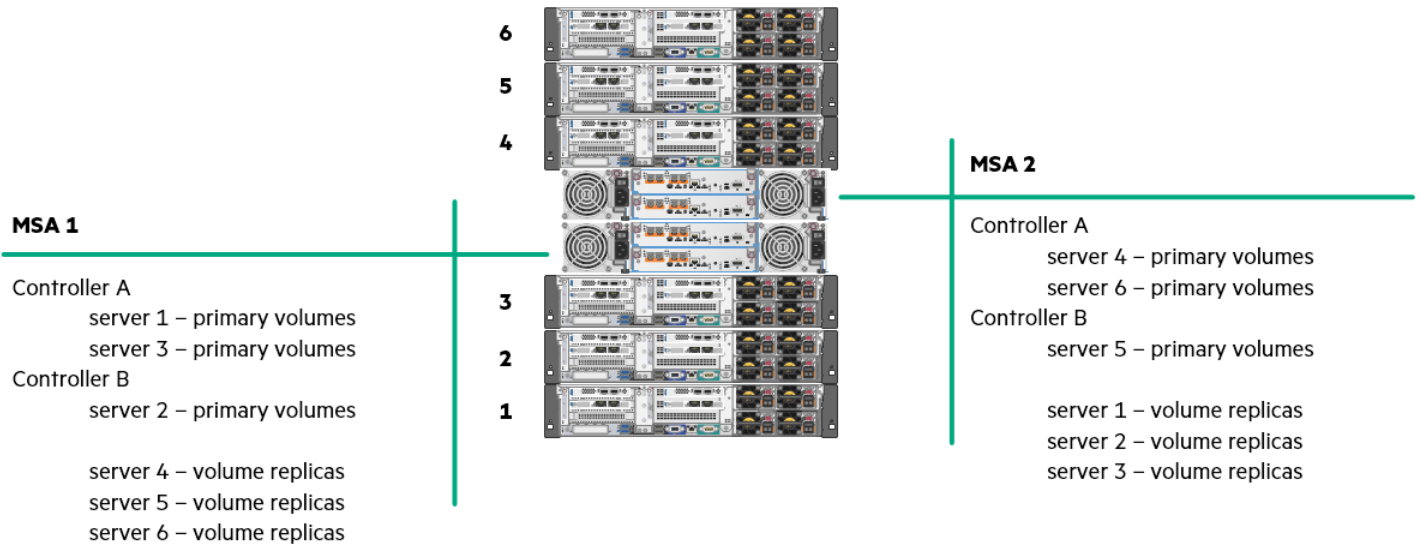 6
5
4
3
2
1
MSA 1
Controller A
server 1 – primary volumes
server 3 – primary volumes
Controller B
server 2 – primary volumes
server 4 – volume replicas
server 5 – volume replicas
server 6 – volume replicas
MSA 2
Controller A
server 4 – primary volumes
server 6 – primary volumes
Controller B
server 5 – primary volumes
server 1 – volume replicas
server 2 – volume replicas
server 3 – volume replicas